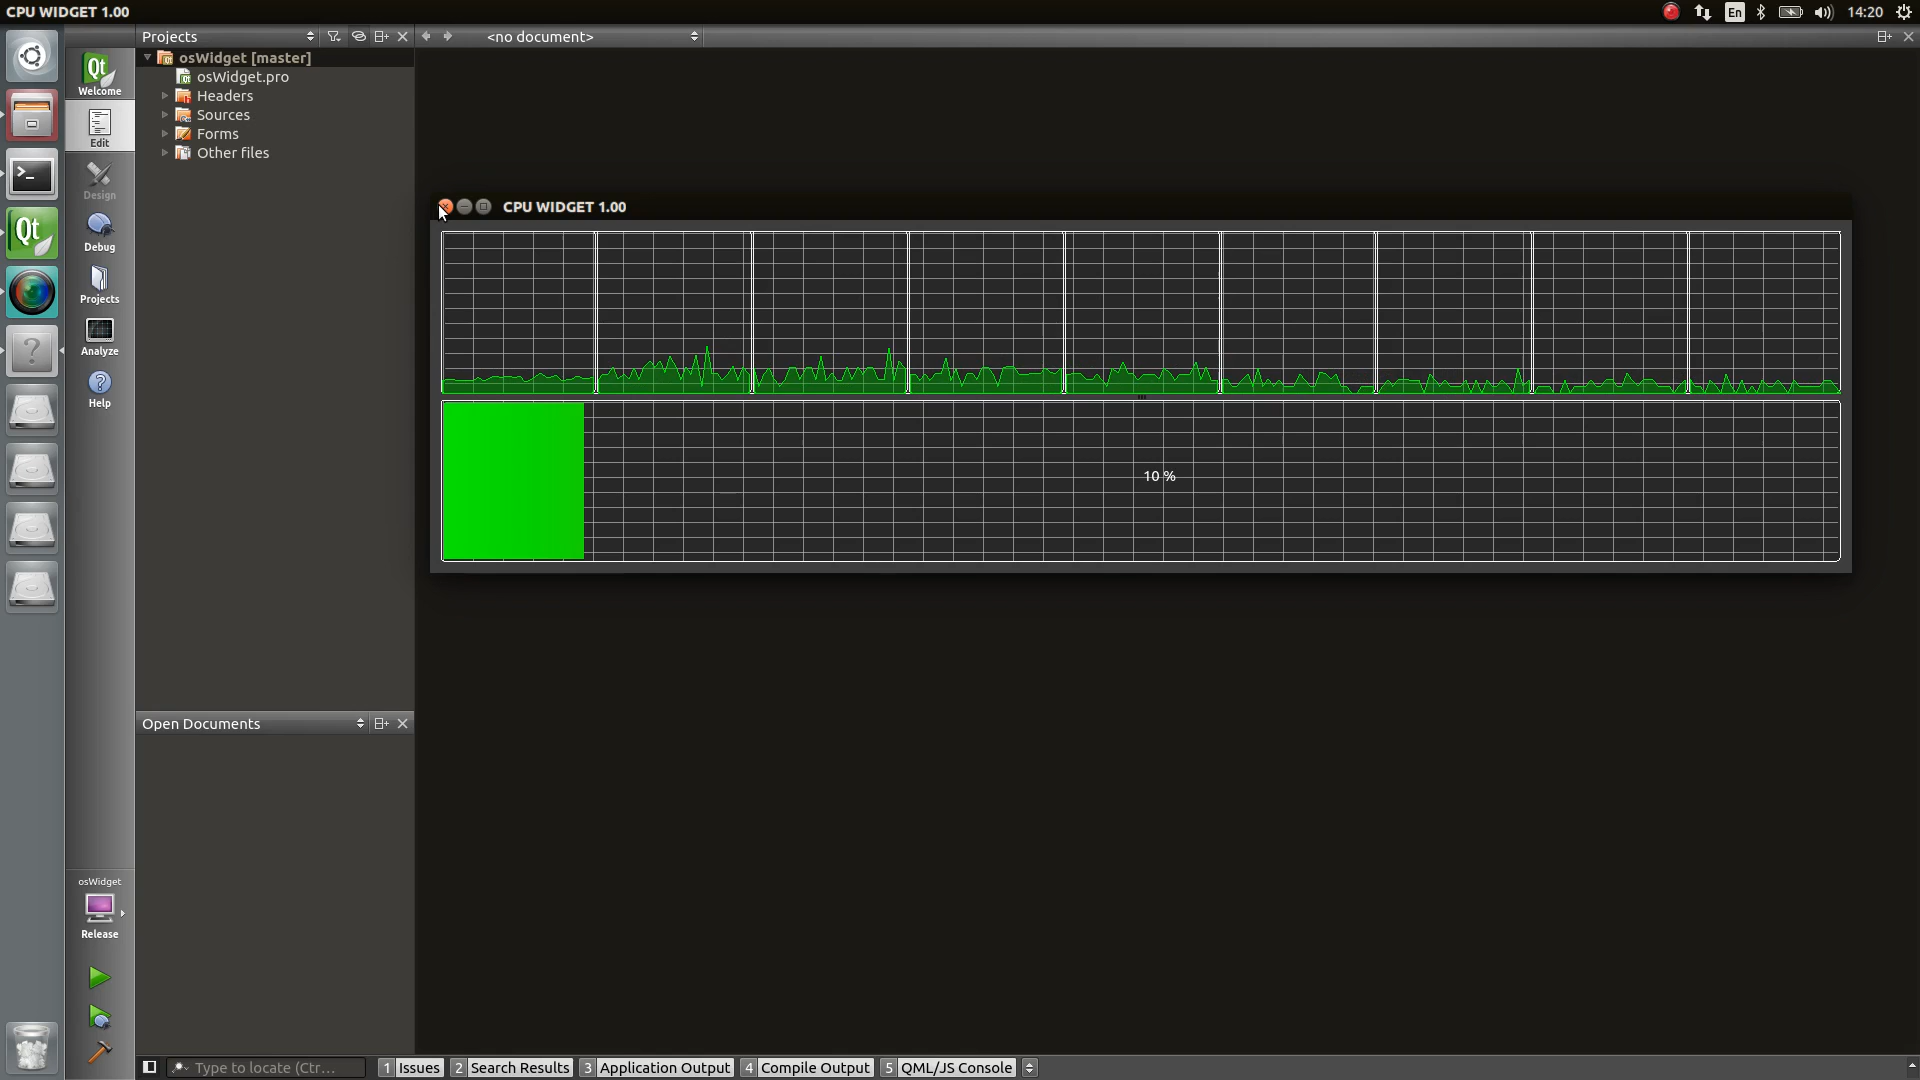 CPU WIDGET 1.00
En
14:20
Projects
<no document>
Qt
Welcome
Edit
Design
Debug
Projects
Analyze
Help
osWidget [master]
osWidget.pro
Headers
Sources
Forms
Other files
Qt
CPU WIDGET 1.00
10 %
Open Documents
osWidget
Release
Type to locate (Ctr...
1 Issues
2 Search Results
3 Application Output
4 Compile Output
5 QML/JS Console